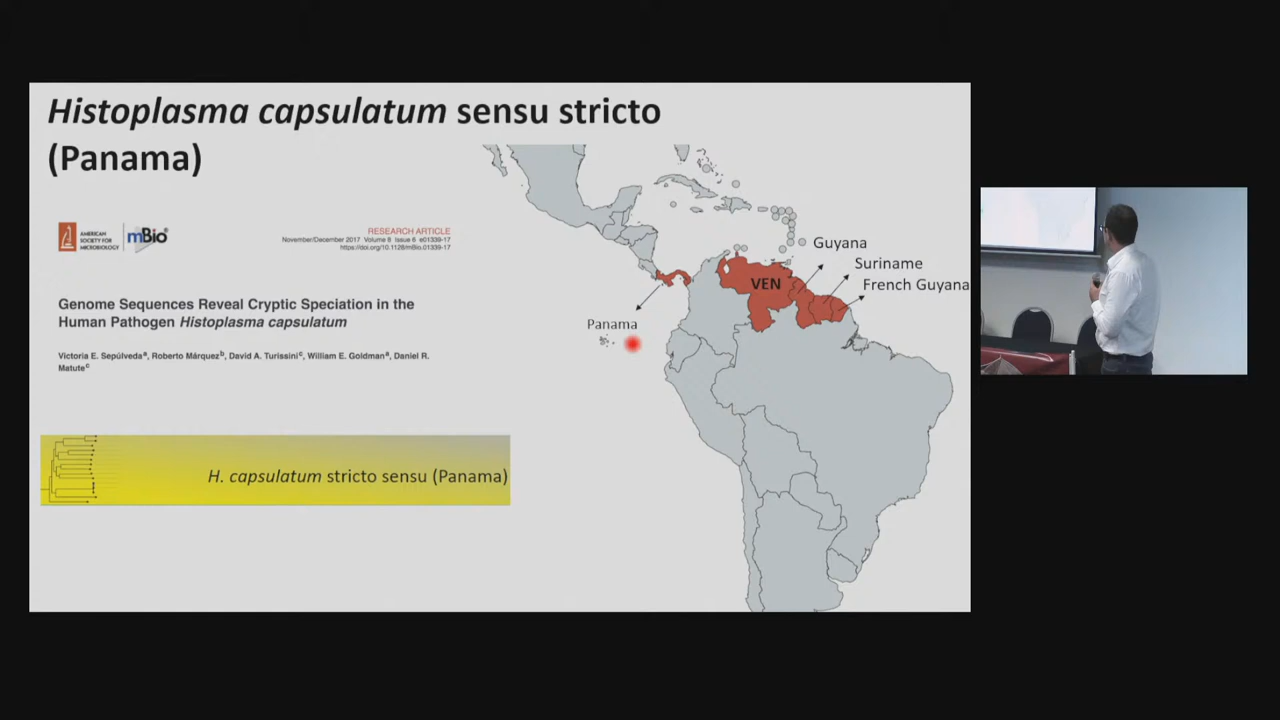 Histoplasma capsulatum sensu stricto
(Panama)
AMERICAN
SOCIETY FOR
MICROBIOLOGY
mBio
RESEARCH ARTICLE
November/December 2017 Volume 8 Issue 6 e01339-17
https://doi.org/10.1128/mBio.01339-17
Genome Sequences Reveal Cryptic Speciation in the
Human Pathogen Histoplasma capsulatum
Victoria E. Sepúlveda a, Roberto Márquez b, David A. Turissini c, William E. Goldman a, Daniel R.
Matute c
H. capsulatum stricto sensu (Panama)
Guyana
Suriname
French Guyana
VEN
Panama